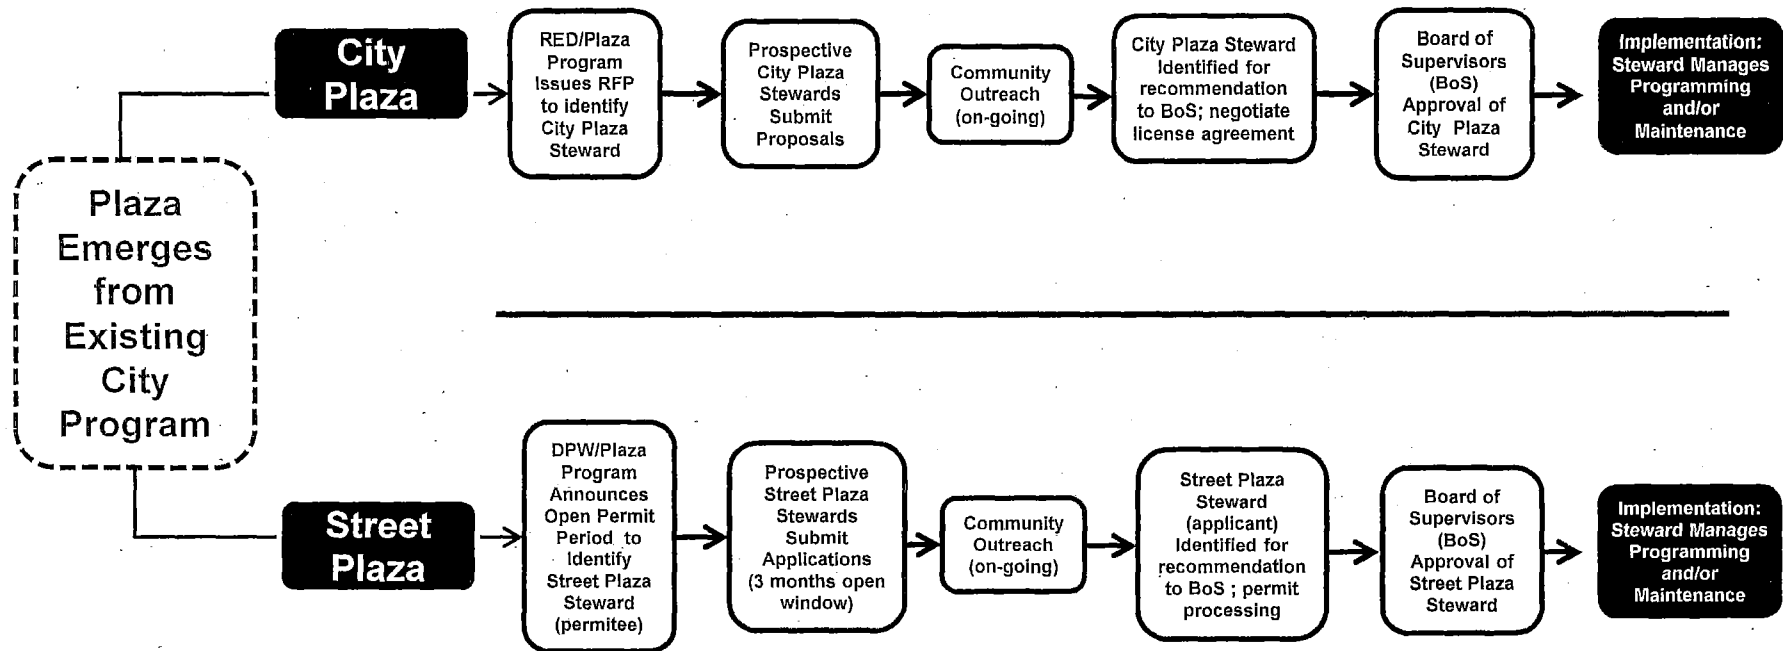 Plaza
Emerges
from
Existing
City
Program
City
Plaza
RED/Plaza
Program
Issues RFP
to identify
City Plaza
Steward
Prospective
City Plaza
Stewards
Submit
Proposals
Community
Outreach
(on-going)
City Plaza Steward
Identified for
recommendation
to BoS; negotiate
license agreement
Board of
Supervisors
(BoS)
Approval of
City Plaza
Steward
Implementation:
Steward Manages
Programming
and/or
Maintenance
Street
Plaza
DPW/Plaza
Program
Announces
Open Permit
Period to
Identify
Street Plaza
Steward
(permitee)
Prospective
Street Plaza
Stewards
Submit
Applications
(3 months open
window)
Community
Outreach
(on-going)
Street Plaza
Steward
(applicant)
Identified for
recommendation
to BoS ; permit
processing
Board of
Supervisors
(BoS)
Approval of
Street Plaza
Steward
Implementation:
Steward Manages
Programming
and/or
Maintenance